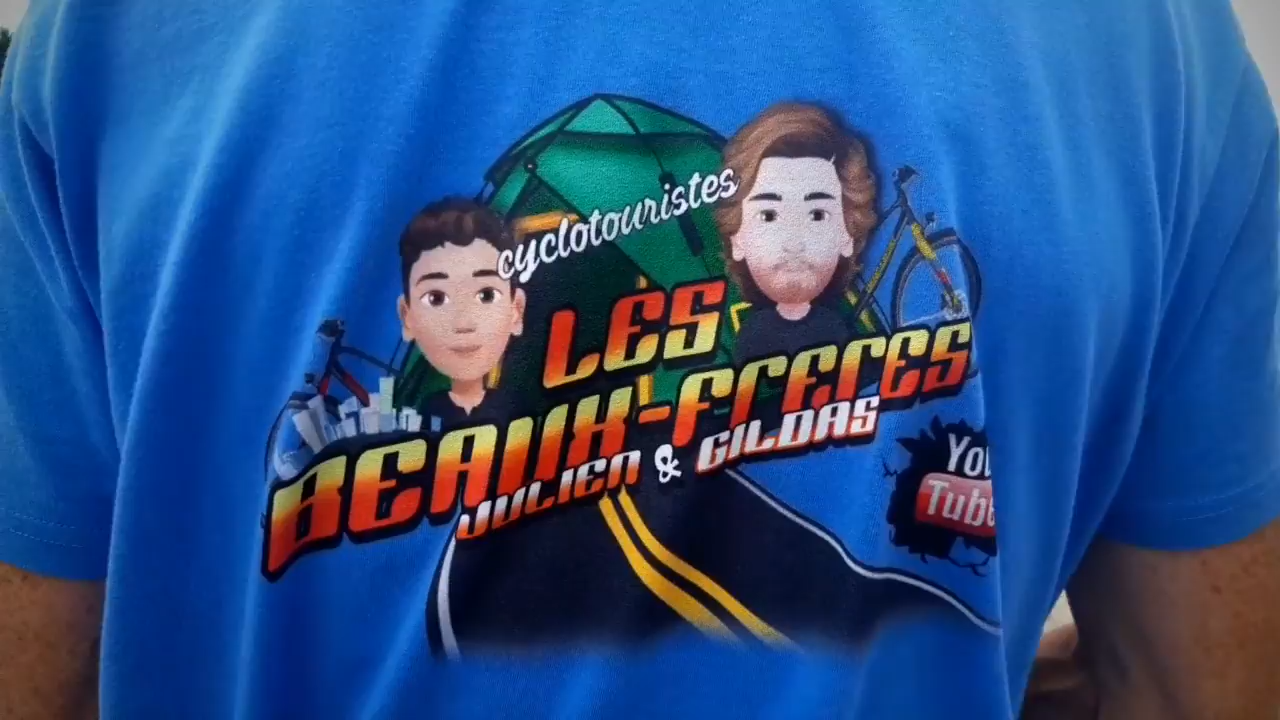 cyclotouristes
LES
BEAUX-FRERES
JULIEN & GILDAS
You
Tube